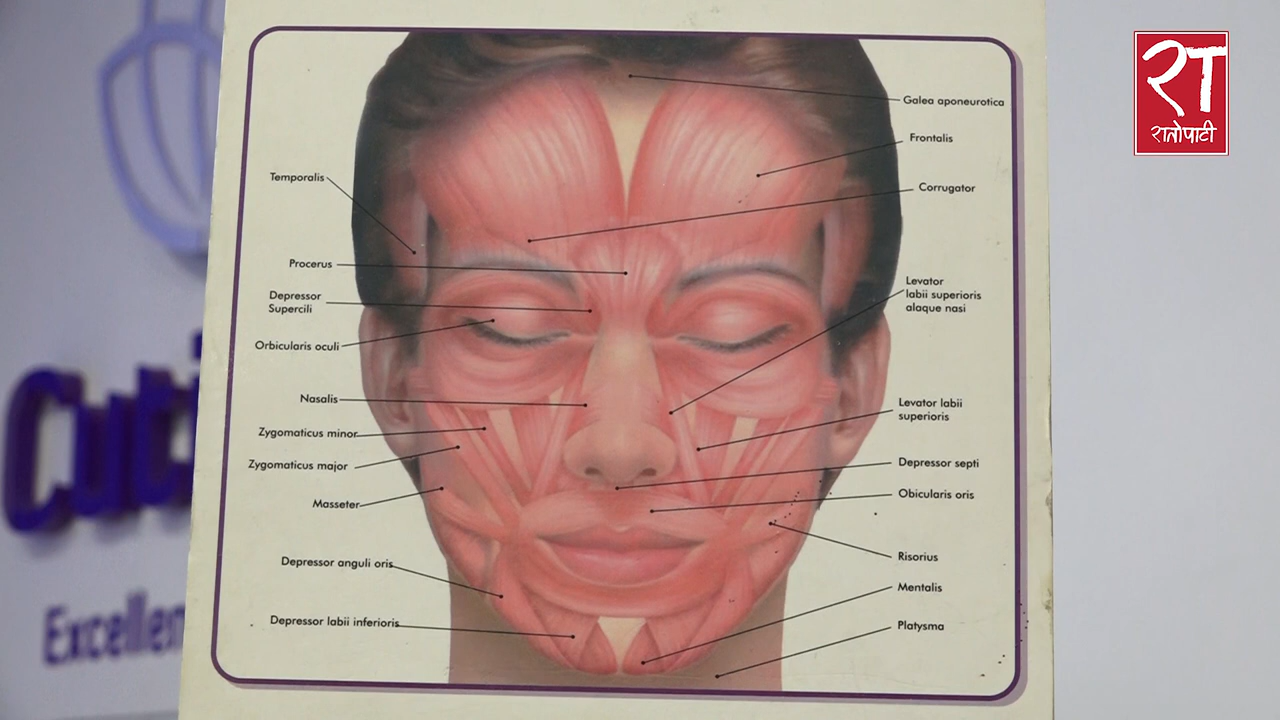 रा
रातोपाटी
Galea aponeurotica
Frontalis
Temporalis
Corrugator
Procerus
Levator
labii superioris
alaque nasi
Depressor
Supercili
Orbicularis oculi
Nasalis
Levator labii
superioris
Zygomaticus minor
Zygomaticus major
Depressor septi
Obicularis oris
Masseter
Risorius
Depressor anguli oris
Mentalis
Depressor labii inferioris
Platysma